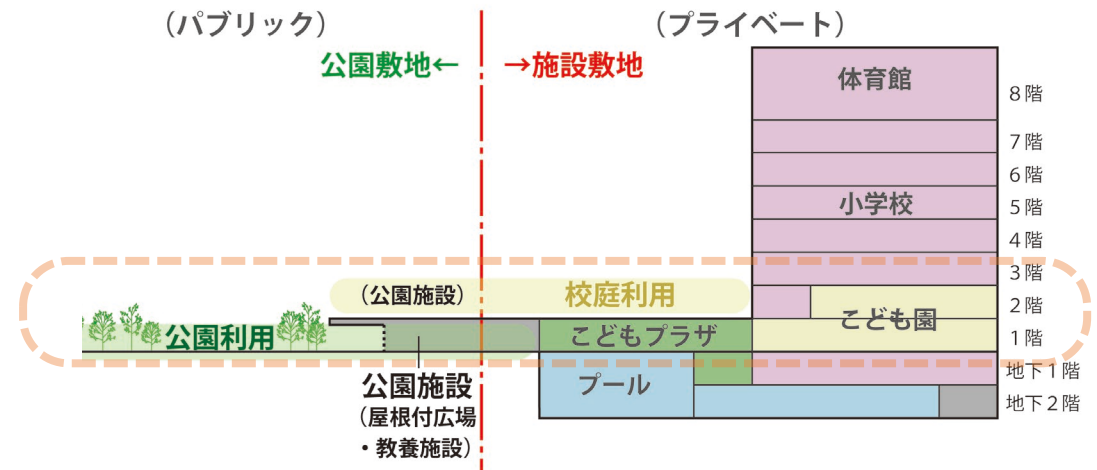 （パブリック）
（プライベート）
公園敷地←
→施設敷地
体育館
8階
7階
6階
小学校
5階
4階
3階
（公園施設）
校庭利用
2階
こども園
公園利用
こどもプラザ
1階
公園施設
（屋根付広場
・教養施設）
プール
地下1階
地下2階